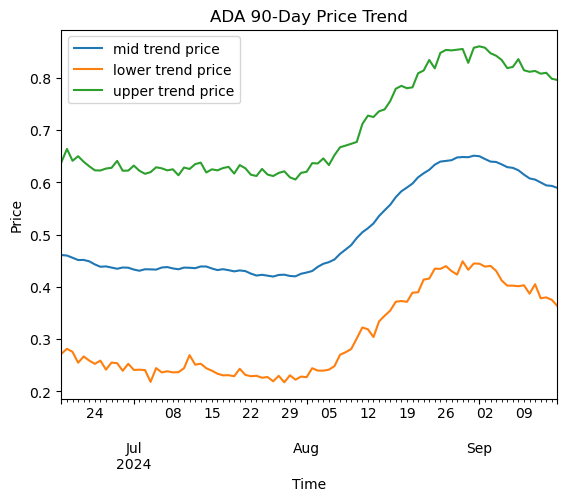 ADA 90-Day Price Trend
mid trend price
lower trend price
upper trend price
Price
0.8
0.7
0.6
0.5
0.4
0.3
0.2
24 08 15 22 29 05 12 19 26 02 09
Jul Aug Sep
2024
Time